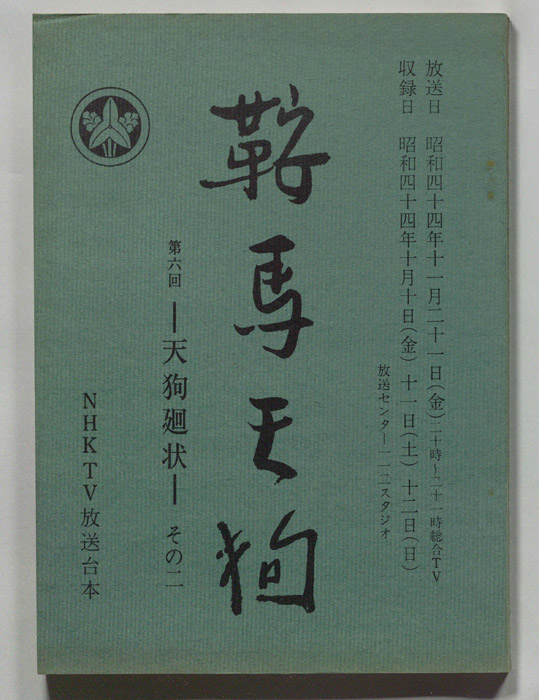 放送日　昭和四十四年十一月二十一日(金)二十時〜二十一時総合TV
収録日　昭和四十四年十月十日(金)十一日(土)十二日(日)
放送センター一一二スタジオ
鞍馬天狗
第六回 ―天狗廻状― その二
NHKTV放送台本